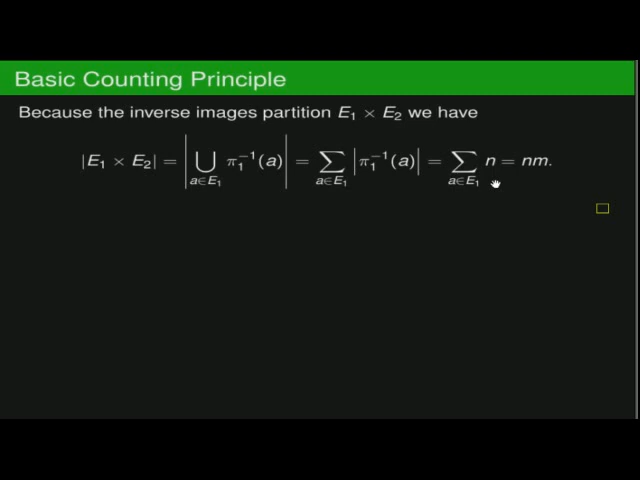 Basic Counting Principle
Because the inverse images partition E₁ × E₂ we have
|E₁ × E₂| = |⋃_{a∈E₁} π₁⁻¹(a)| = ∑_{a∈E₁} |π₁⁻¹(a)| = ∑_{a∈E₁} n = nm.